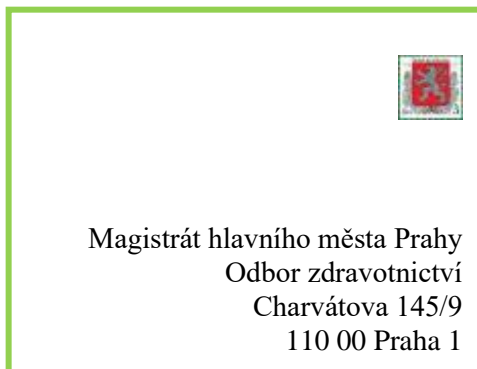 Magistrát hlavního města Prahy
Odbor zdravotnictví
Charvátova 145/9
110 00 Praha 1